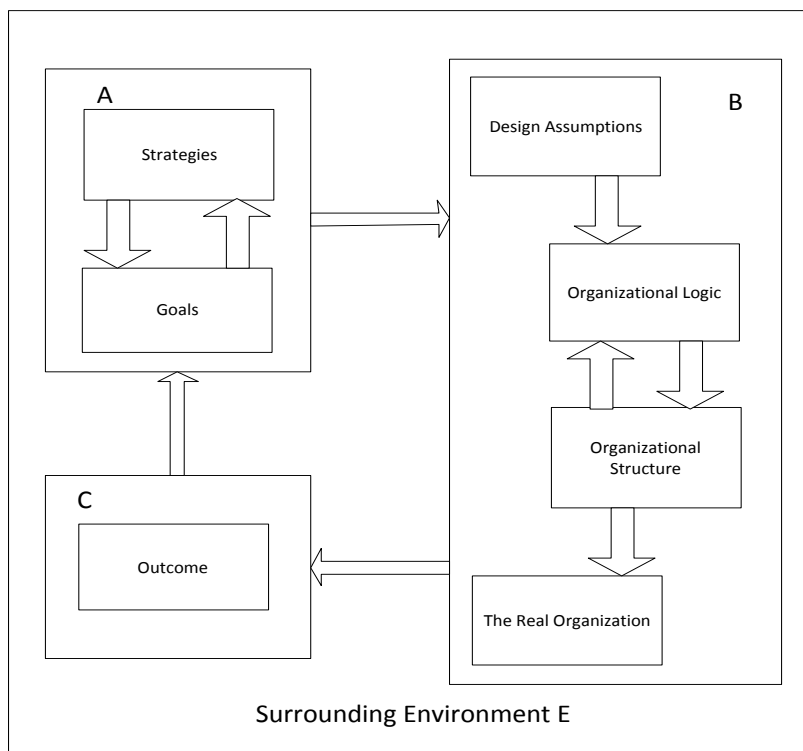 A
Strategies
Goals
B
Design Assumptions
Organizational Logic
Organizational
Structure
The Real Organization
C
Outcome
Surrounding Environment E